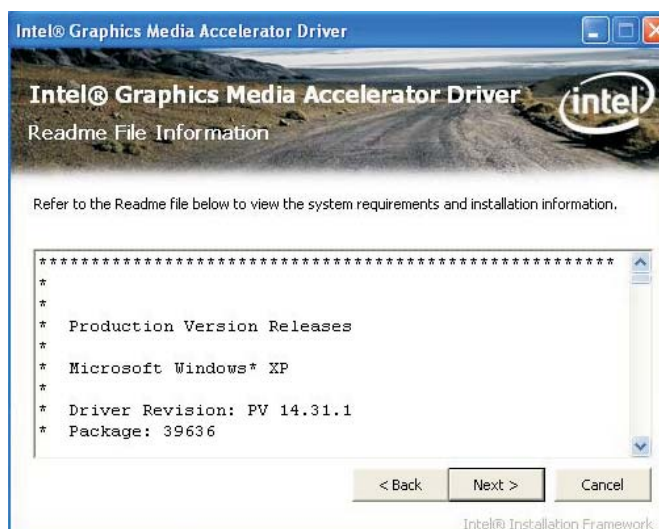 Intel® Graphics Media Accelerator Driver
Intel® Graphics Media Accelerator Driver
intel
Readme File Information
Refer to the Readme file below to view the system requirements and installation information.
*******************************************************
*
*
* Production Version Releases
*
* Microsoft Windows* XP
*
* Driver Revision: PV 14.31.1
* Package: 39636
< Back
Next >
Cancel
Intel® Installation Framework